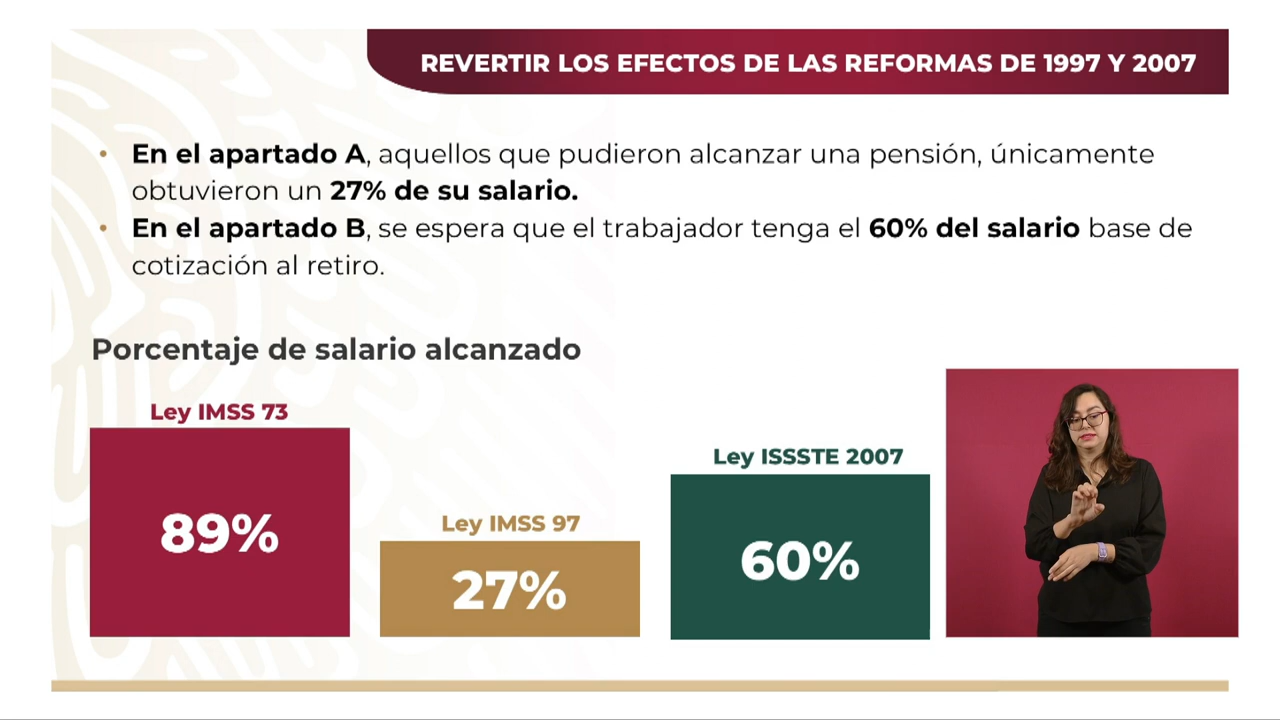 REVERTIR LOS EFECTOS DE LAS REFORMAS DE 1997 Y 2007
• En el apartado A, aquellos que pudieron alcanzar una pensión, únicamente
obtuvieron un 27% de su salario.
• En el apartado B, se espera que el trabajador tenga el 60% del salario base de
cotización al retiro.
Porcentaje de salario alcanzado
Ley IMSS 73
89%
Ley IMSS 97
27%
Ley ISSSTE 2007
60%